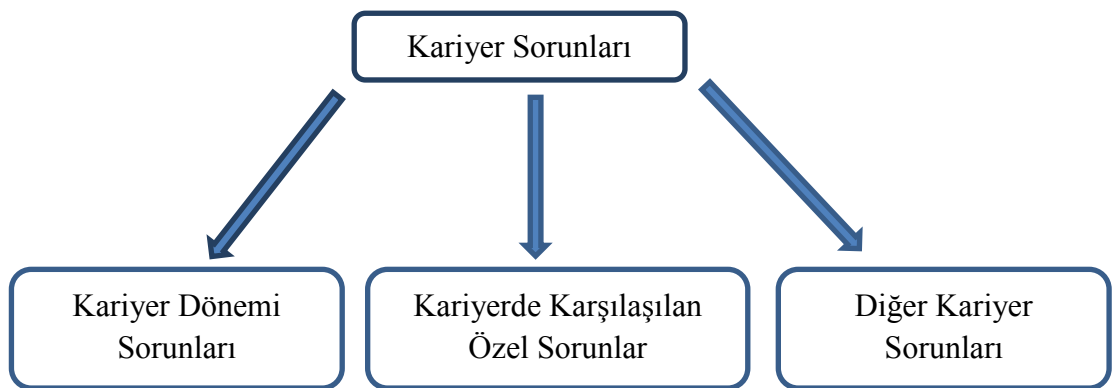 Kariyer Sorunları
Kariyer Dönemi
Sorunları
Kariyerde Karşılaşılan
Özel Sorunlar
Diğer Kariyer
Sorunları